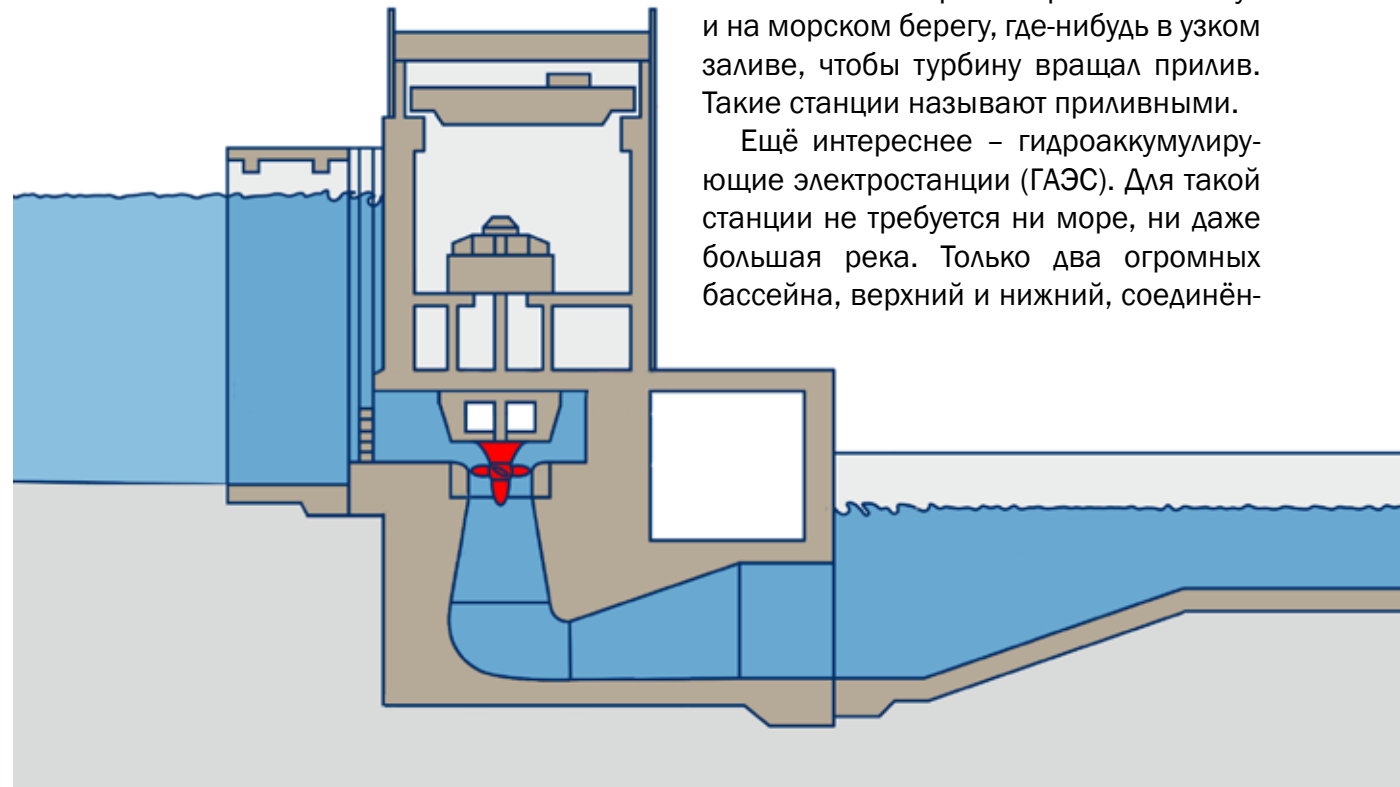 и на морском берегу, где-нибудь в узком
заливе, чтобы турбину вращал прилив.
Такие станции называют приливными.
Ещё интереснее – гидроаккумулиру-
ющие электростанции (ГАЭС). Для такой
станции не требуется ни море, ни даже
большая река. Только два огромных
бассейна, верхний и нижний, соединён-